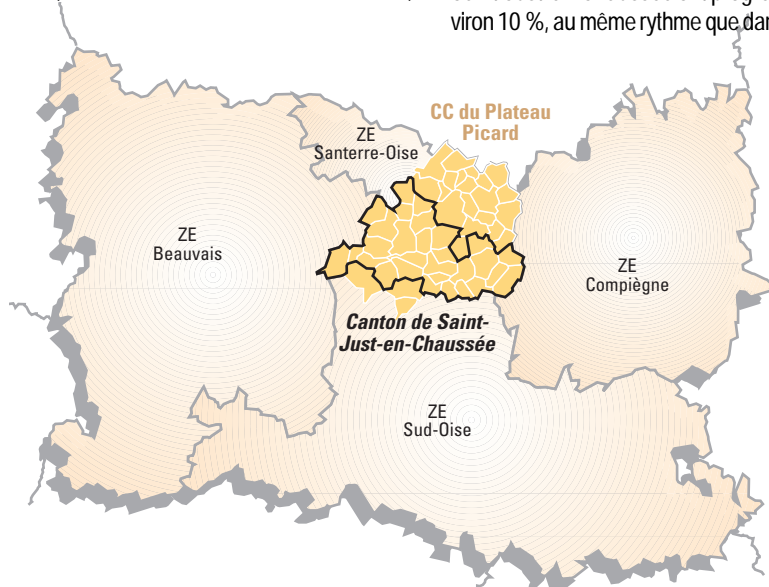 viron 10 %, au même rythme que dan
CC du Plateau
Picard
ZE
Santerre-Oise
ZE
Beauvais
ZE
Compiègne
Canton de Saint-
Just-en-Chaussée
ZE
Sud-Oise